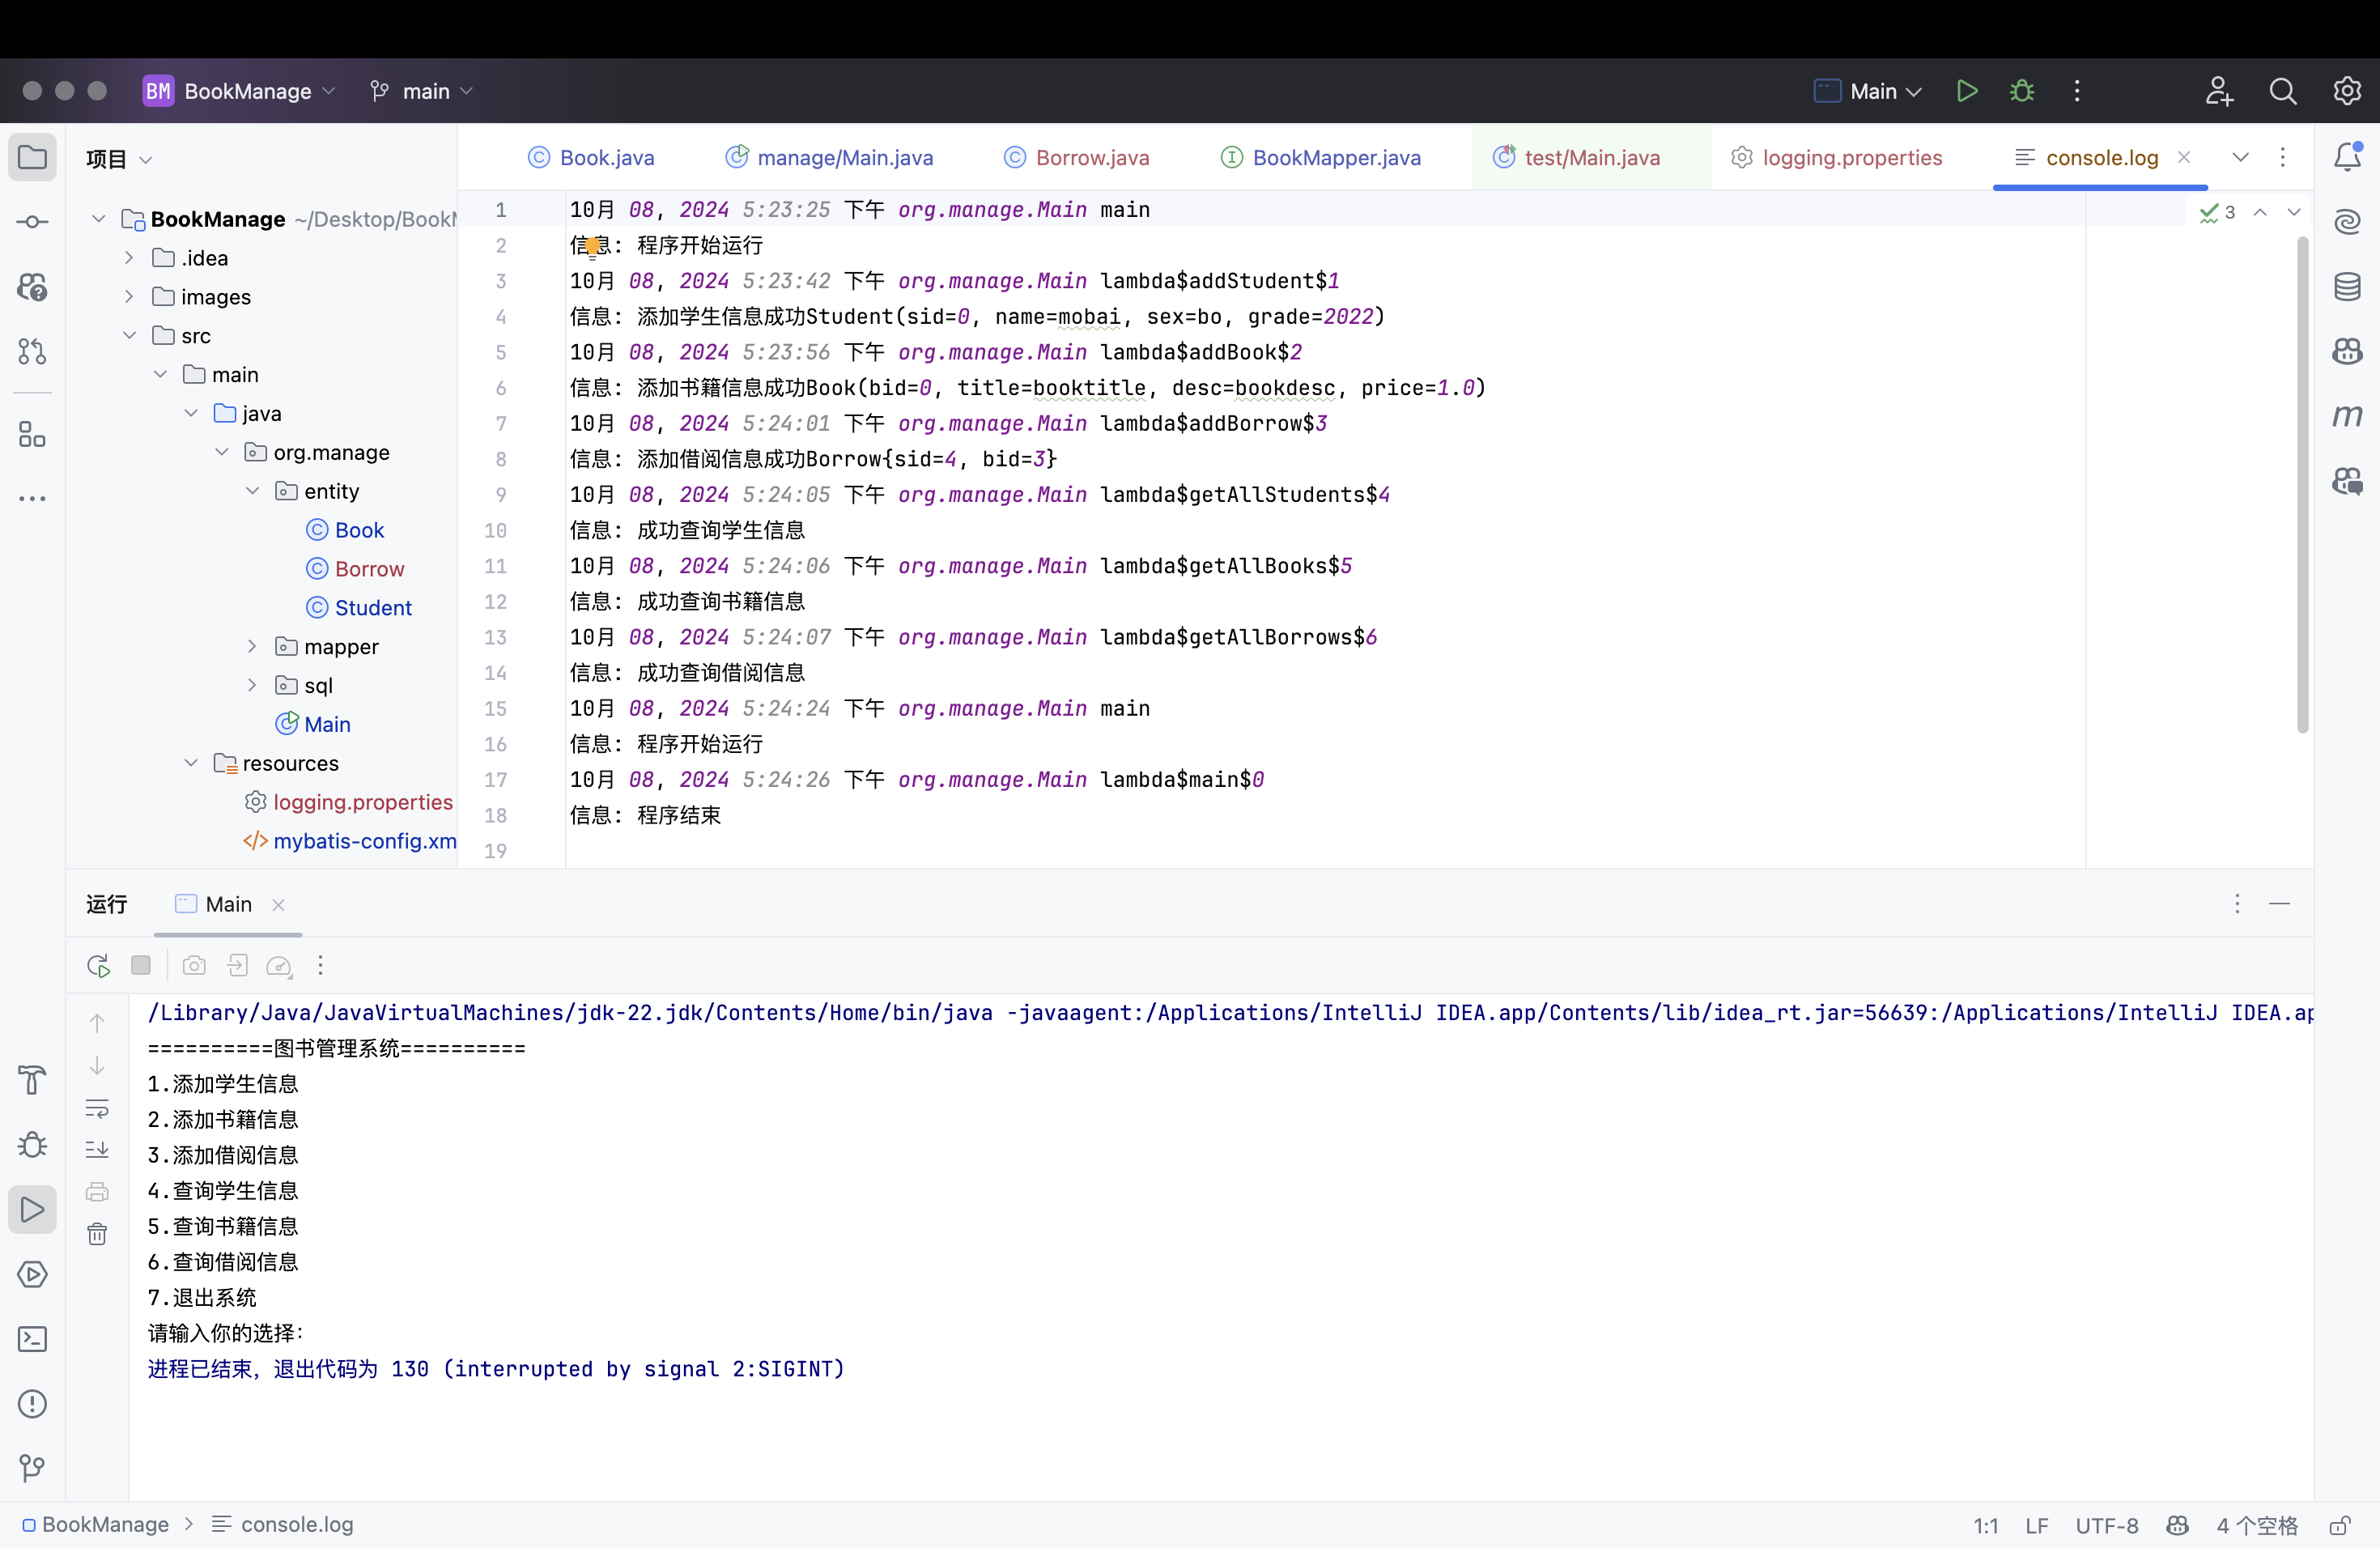 BM BookManage main Main
项目
Book.java manage/Main.java Borrow.java BookMapper.java test/Main.java logging.properties console.log
BookManage ~/Desktop/BookM
.idea
images
src
main
java
org.manage
entity
Book
Borrow
Student
mapper
sql
Main
resources
logging.properties
mybatis-config.xm
3
1 10月 08, 2024 5:23:25 下午 org.manage.Main main
2 信息: 程序开始运行
3 10月 08, 2024 5:23:42 下午 org.manage.Main lambda$addStudent$1
4 信息: 添加学生信息成功Student(sid=0, name=mobai, sex=bo, grade=2022)
5 10月 08, 2024 5:23:56 下午 org.manage.Main lambda$addBook$2
6 信息: 添加书籍信息成功Book(bid=0, title=booktitle, desc=bookdesc, price=1.0)
7 10月 08, 2024 5:24:01 下午 org.manage.Main lambda$addBorrow$3
8 信息: 添加借阅信息成功Borrow{sid=4, bid=3}
9 10月 08, 2024 5:24:05 下午 org.manage.Main lambda$getAllStudents$4
10 信息: 成功查询学生信息
11 10月 08, 2024 5:24:06 下午 org.manage.Main lambda$getAllBooks$5
12 信息: 成功查询书籍信息
13 10月 08, 2024 5:24:07 下午 org.manage.Main lambda$getAllBorrows$6
14 信息: 成功查询借阅信息
15 10月 08, 2024 5:24:24 下午 org.manage.Main main
16 信息: 程序开始运行
17 10月 08, 2024 5:24:26 下午 org.manage.Main lambda$main$0
18 信息: 程序结束
19
运行 Main
/Library/Java/JavaVirtualMachines/jdk-22.jdk/Contents/Home/bin/java -javaagent:/Applications/IntelliJ IDEA.app/Contents/lib/idea_rt.jar=56639:/Applications/IntelliJ IDEA.ap
==========图书管理系统==========
1.添加学生信息
2.添加书籍信息
3.添加借阅信息
4.查询学生信息
5.查询书籍信息
6.查询借阅信息
7.退出系统
请输入你的选择：
进程已结束，退出代码为 130 (interrupted by signal 2:SIGINT)
BookManage console.log 1:1 LF UTF-8 4 个空格